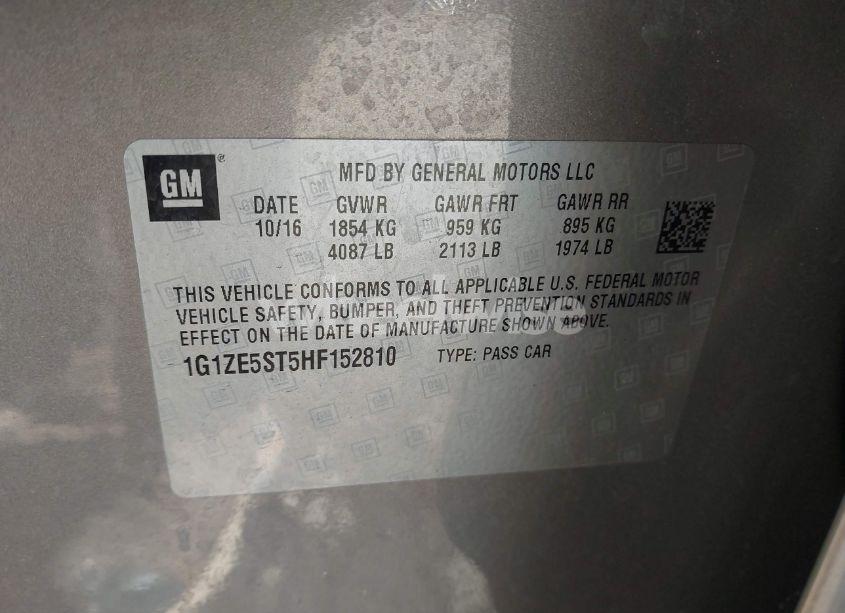 GM ®
MFD BY GENERAL MOTORS LLC
DATE GVWR GAWR FRT GAWR RR
10/16 1854 KG 959 KG 895 KG
4087 LB 2113 LB 1974 LB
THIS VEHICLE CONFORMS TO ALL APPLICABLE U.S. FEDERAL MOTOR
VEHICLE SAFETY, BUMPER, AND THEFT PREVENTION STANDARDS IN
EFFECT ON THE DATE OF MANUFACTURE SHOWN ABOVE.
1G1ZE5ST5HF152810 TYPE: PASS CAR